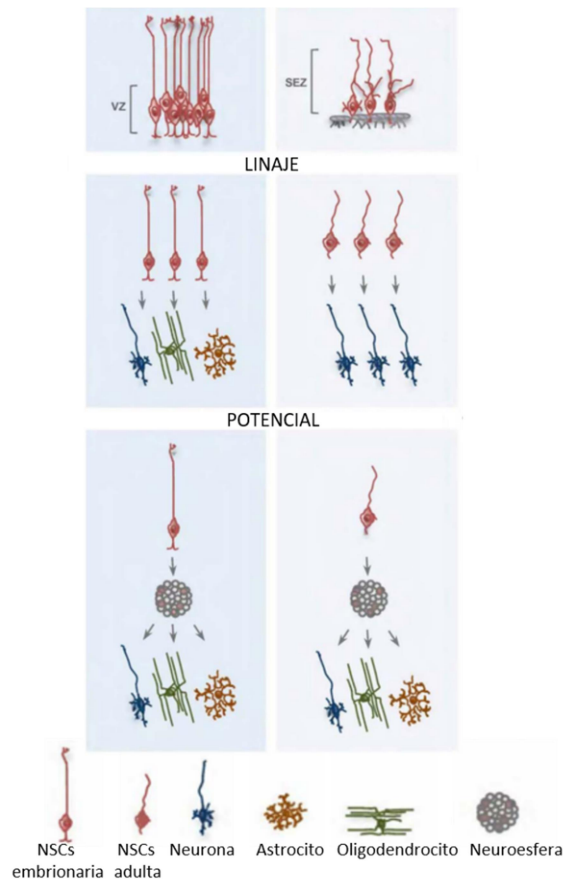 VZ
SEZ
LINAJE
POTENCIAL
NSCs embrionaria
NSCs adulta
Neurona
Astrocito
Oligodendrocito
Neuroesfera